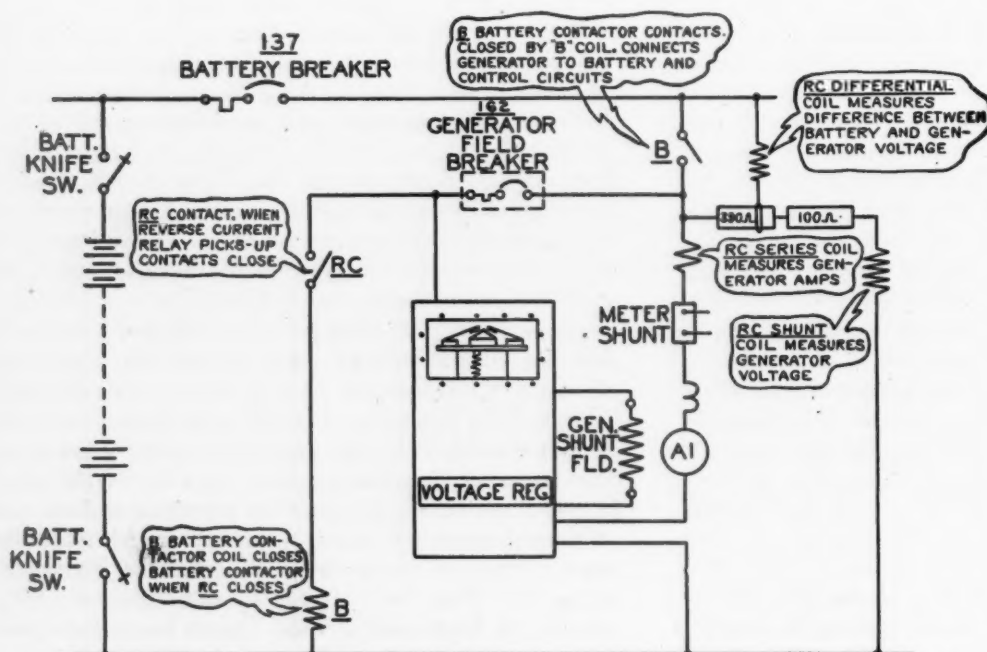 137
BATTERY BREAKER
B BATTERY CONTACTOR CONTACTS.
CLOSED BY "B" COIL. CONNECTS
GENERATOR TO BATTERY AND
CONTROL CIRCUITS
162
GENERATOR
FIELD
BREAKER
RC DIFFERENTIAL
COIL MEASURES
DIFFERENCE BETWEEN
BATTERY AND GEN-
ERATOR VOLTAGE
BATT.
KNIFE
SW.
B
RC CONTACT, WHEN
REVERSE CURRENT
RELAY PICKS-UP
CONTACTS CLOSE
RC
100Ω
RC SERIES COIL
MEASURES GEN-
ERATOR AMPS
METER
SHUNT
RC SHUNT
COIL MEASURES
GENERATOR
VOLTAGE
GEN.
SHUNT
FLD.
A1
VOLTAGE REG.
BATT.
KNIFE
SW.
B BATTERY CON-
TACTOR COIL CLOSES
BATTERY CONTACTOR
WHEN RC CLOSES
B